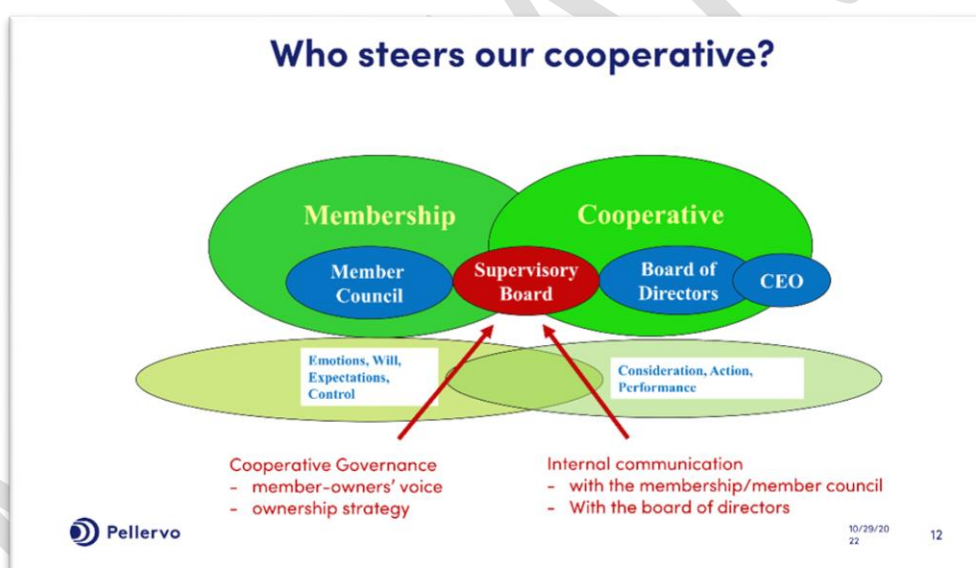 Who steers our cooperative?
Membership
Cooperative
Member
Council
Supervisory
Board
Board of
Directors
CEO
Emotions, Will,
Expectations,
Control
Consideration, Action,
Performance
Cooperative Governance
- member-owners' voice
- ownership strategy
Internal communication
- with the membership/member council
- With the board of directors
Pellervo
10/29/20
22
12